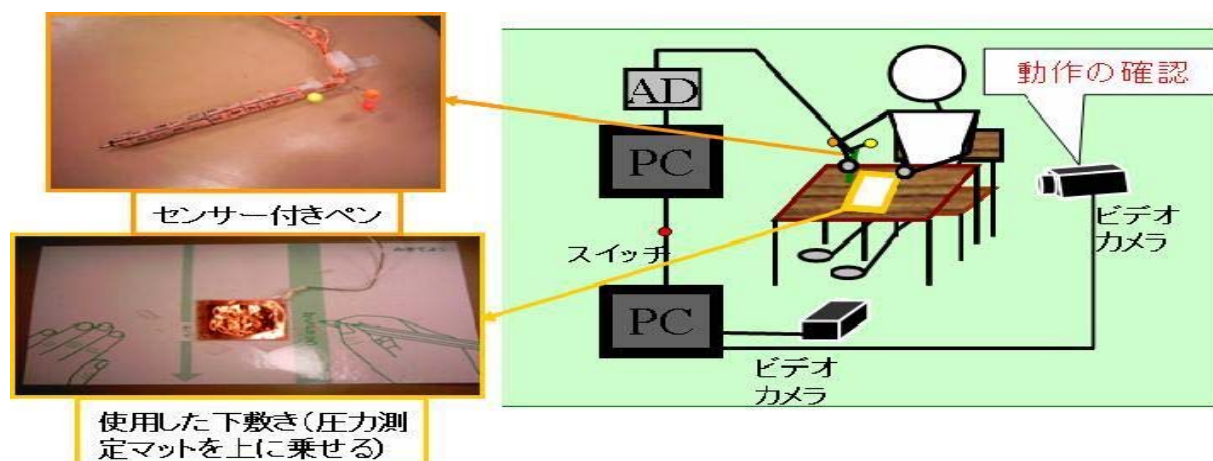 センサー付きペン
使用した下敷き(圧力測
定マットを上に乗せる)
AD
PC
スイッチ
PC
動作の確認
ビデオ
カメラ
ビデオ
カメラ